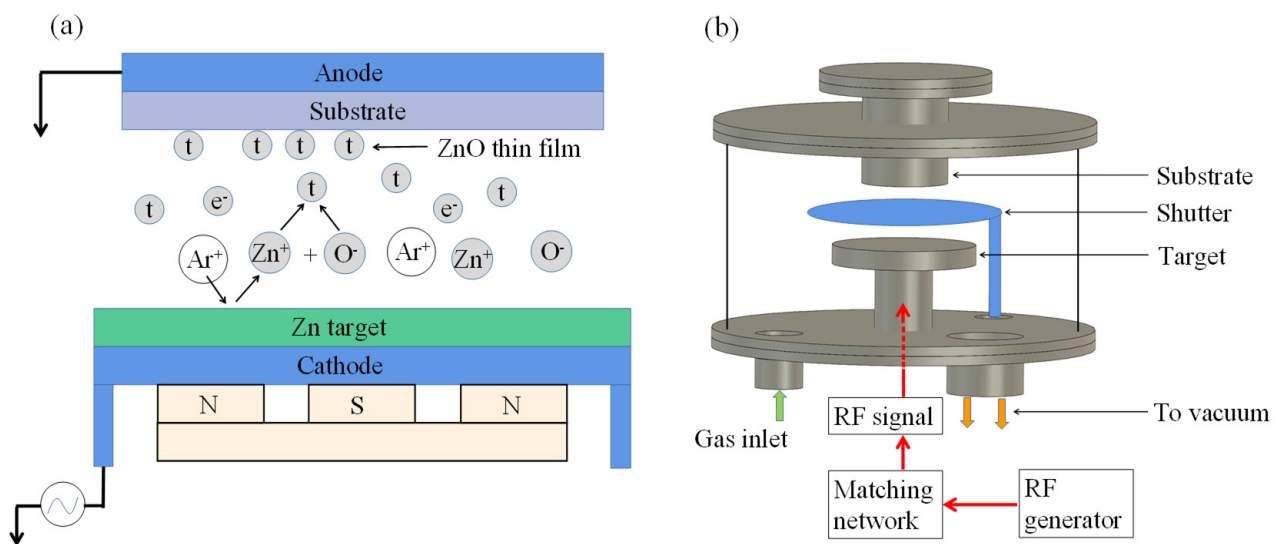 (a)
Anode
Substrate
t t t t
ZnO thin film
t
t e⁻ e⁻ t
Ar⁺ Zn⁺ + O⁻ Ar⁺ Zn⁺ O⁻
Zn target
Cathode
N S N
(b)
Substrate
Shutter
Target
Gas inlet
RF signal
To vacuum
Matching
network
RF
generator